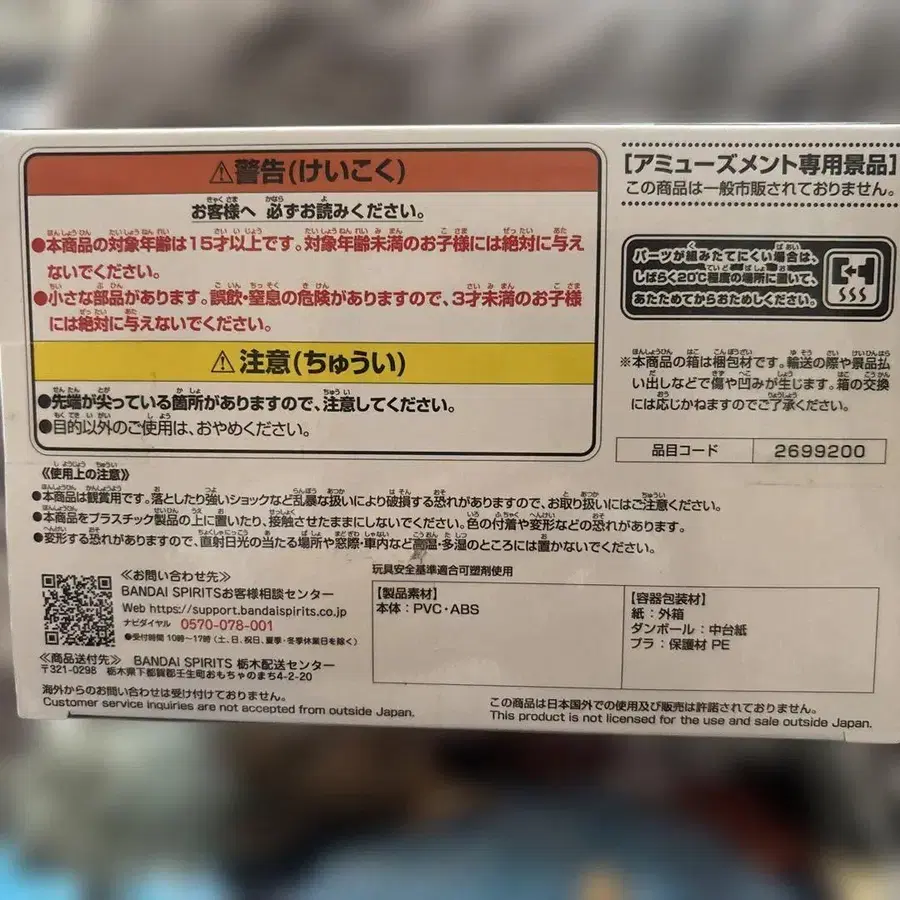 ⚠警告(けいこく)
お客様へ 必ずお読みください。
●本商品の対象年齢は15才以上です。対象年齢未満のお子様には絶対に与え
ないでください。
●小さな部品があります。誤飲・窒息の危険がありますので、3才未満のお子様
には絶対に与えないでください。
⚠注意(ちゅうい)
●先端が尖っている箇所がありますので、注意してください。
●目的以外のご使用は、おやめください。
[アミューズメント専用景品]
この商品は一般市販されておりません。
パーツが組みたてにくい場合は、
しばらく20℃程度の場所に置いて、
あたためてからおためしください。
※本商品の箱は梱包材です。輸送の際や景品払
い出しなどで傷や凹みが生じます。箱の交換
には応じかねますのでご了承ください。
品目コード 2699200
《使用上の注意》
●本商品は観賞用です。落としたり強いショックなど乱暴な扱いにより破損する恐れがありますので、お取り扱いにはご注意ください。
●本商品をプラスチック製品の上に置いたり、接触させたままにしないでください。色の付着や変形などの恐れがあります。
●変形する恐れがありますので、直射日光の当たる場所や窓際・車内など高温・多湿のところには置かないでください。
≪お問い合わせ先≫
BANDAI SPIRITSお客様相談センター
Web https://support.bandaispirits.co.jp
ナビダイヤル 0570-078-001
●受付時間 10時～17時(土、日、祝日、夏季・冬季休業日を除く)
≪商品送付先≫ BANDAI SPIRITS 栃木配送センター
〒321-0298 栃木県下都賀郡壬生町おもちゃのまち4-2-20
海外からのお問い合わせは受け付けておりません。
Customer service inquiries are not accepted from outside Japan.
玩具安全基準適合可塑剤使用
【製品素材】
本体：PVC・ABS
【容器包装材】
紙：外箱
ダンボール：中台紙
プラ：保護材 PE
この商品は日本国外での使用及び販売は許諾されておりません。
This product is not licensed for the use and sale outside Japan.